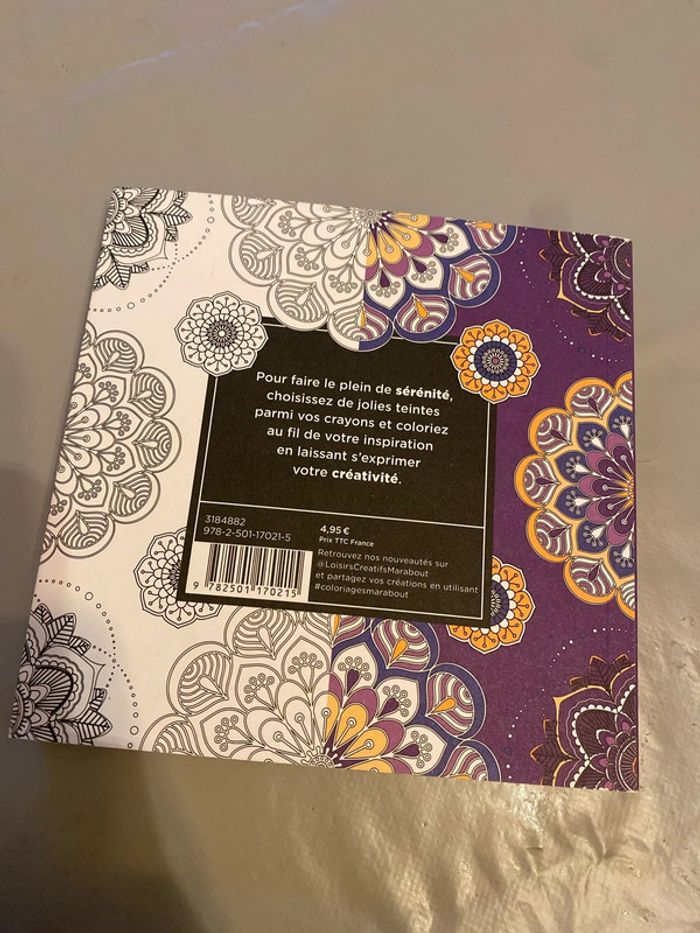 Pour faire le plein de sérénité,
choisissez de jolies teintes
parmi vos crayons et coloriez
au fil de votre inspiration
en laissant s'exprimer
votre créativité.
3184882
978-2-501-17021-5
4,95 €
Prix TTC France
9 782501 170215
Retrouvez nos nouveautés sur
@LoisirsCreatifsMarabout
et partagez vos créations en utilisant
#coloriagesmarabout